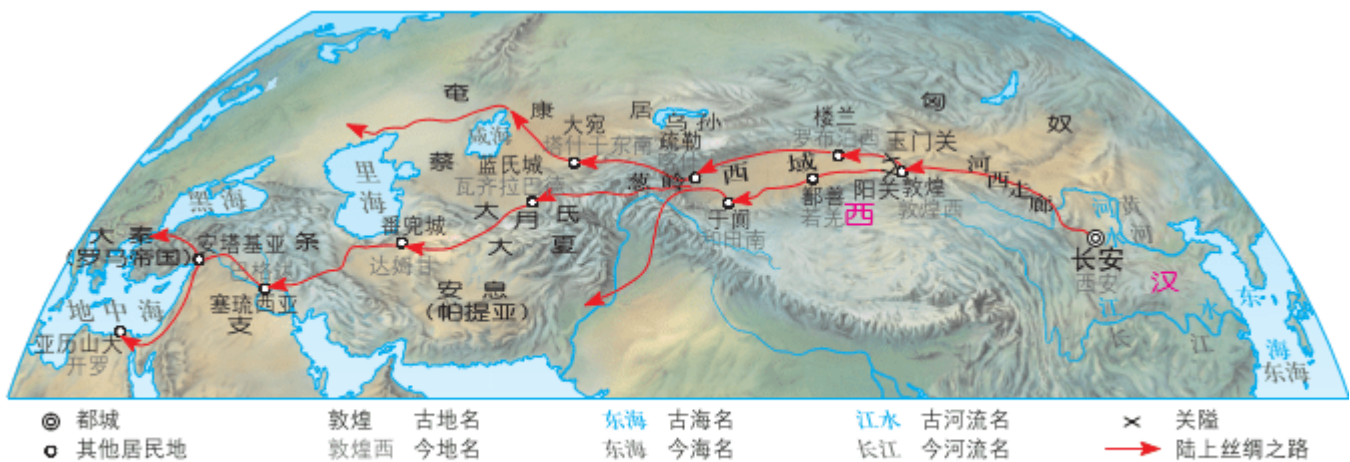 奄
康
居
匈
奴
乌孙
楼兰
罗布泊西
玉门关
大宛
塔什干东南
咸海
疏勒
喀什
蔡
监氏城
瓦齐拉巴德
里海
葱岭
西域
河西走廊
阳关
敦煌
敦煌西
鄯善
若羌
西
黑海
大月氏
大夏
于阗
和田南
河水
黄河
番兜城
达姆甘
大秦
(罗马帝国)
安塔基亚
条
长安
西安
巴格达
塞琉西亚
支
安息
(帕提亚)
汉
江水
长江
东海
东海
地中海
亚历山大
开罗
都城
敦煌 古地名
东海 古海名
江水 古河流名
关隘
其他居民地
敦煌西 今地名
东海 今海名
长江 今河流名
陆上丝绸之路